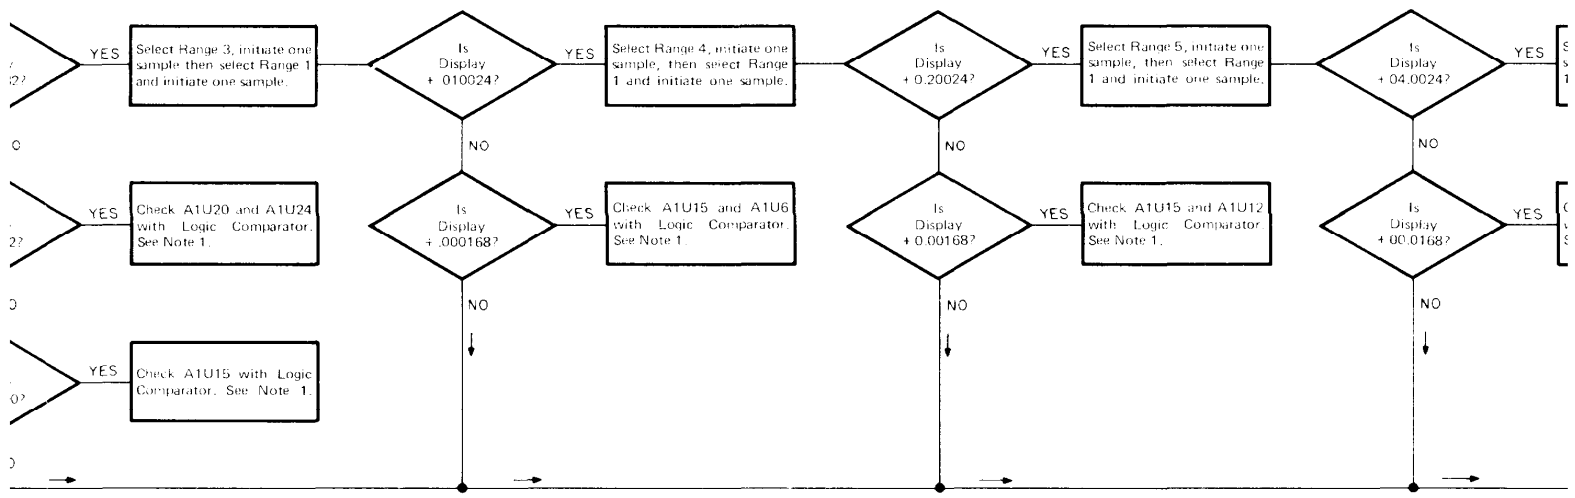 YES
Select Range 3, initiate one
sample then select Range 1
and initiate one sample.
Is
Display
+ .010024?
YES
Select Range 4, initiate one
sample, then select Range
1 and initiate one sample.
Is
Display
+ 0.20024?
YES
Select Range 5, initiate one
sample, then select Range
1 and initiate one sample.
Is
Display
+ 04.0024?
YES
NO
NO
NO
YES
Check A1U20 and A1U24
with Logic Comparator.
See Note 1.
Is
Display
+ .000168?
YES
Check A1U15 and A1U6
with Logic Comparator.
See Note 1.
Is
Display
+ 0.00168?
YES
Check A1U15 and A1U12
with Logic Comparator.
See Note 1.
Is
Display
+ 00.0168?
YES
NO
NO
NO
YES
Check A1U15 with Logic
Comparator. See Note 1.